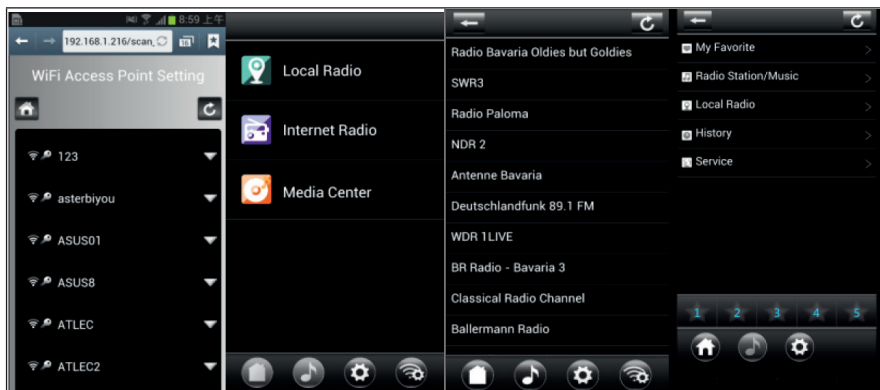 8:59 上午
192.168.1.216/scan_
WiFi Access Point Setting
123
asterbiyou
ASUS01
ASUS8
ATLEC
ATLEC2
Local Radio
Internet Radio
Media Center
Radio Bavaria Oldies but Goldies
SWR3
Radio Paloma
NDR 2
Antenne Bavaria
Deutschlandfunk 89.1 FM
WDR 1LIVE
BR Radio - Bavaria 3
Classical Radio Channel
Ballermann Radio
My Favorite
Radio Station/Music
Local Radio
History
Service
1 2 3 4 5